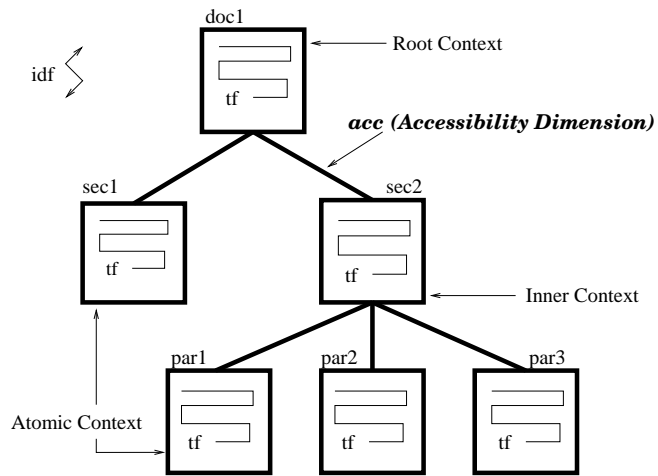 doc1
Root Context
idf
tf
acc (Accessibility Dimension)
sec1
sec2
tf
tf
Inner Context
par1
par2
par3
Atomic Context
tf
tf
tf